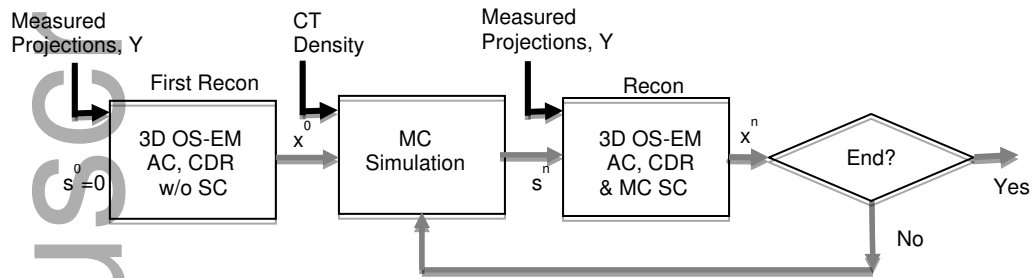 Measured
Projections, Y
CT
Density
Measured
Projections, Y
First Recon
Recon
s⁰=0
3D OS-EM
AC, CDR
w/o SC
x⁰
MC
Simulation
sⁿ
3D OS-EM
AC, CDR
& MC SC
xⁿ
End?
Yes
No